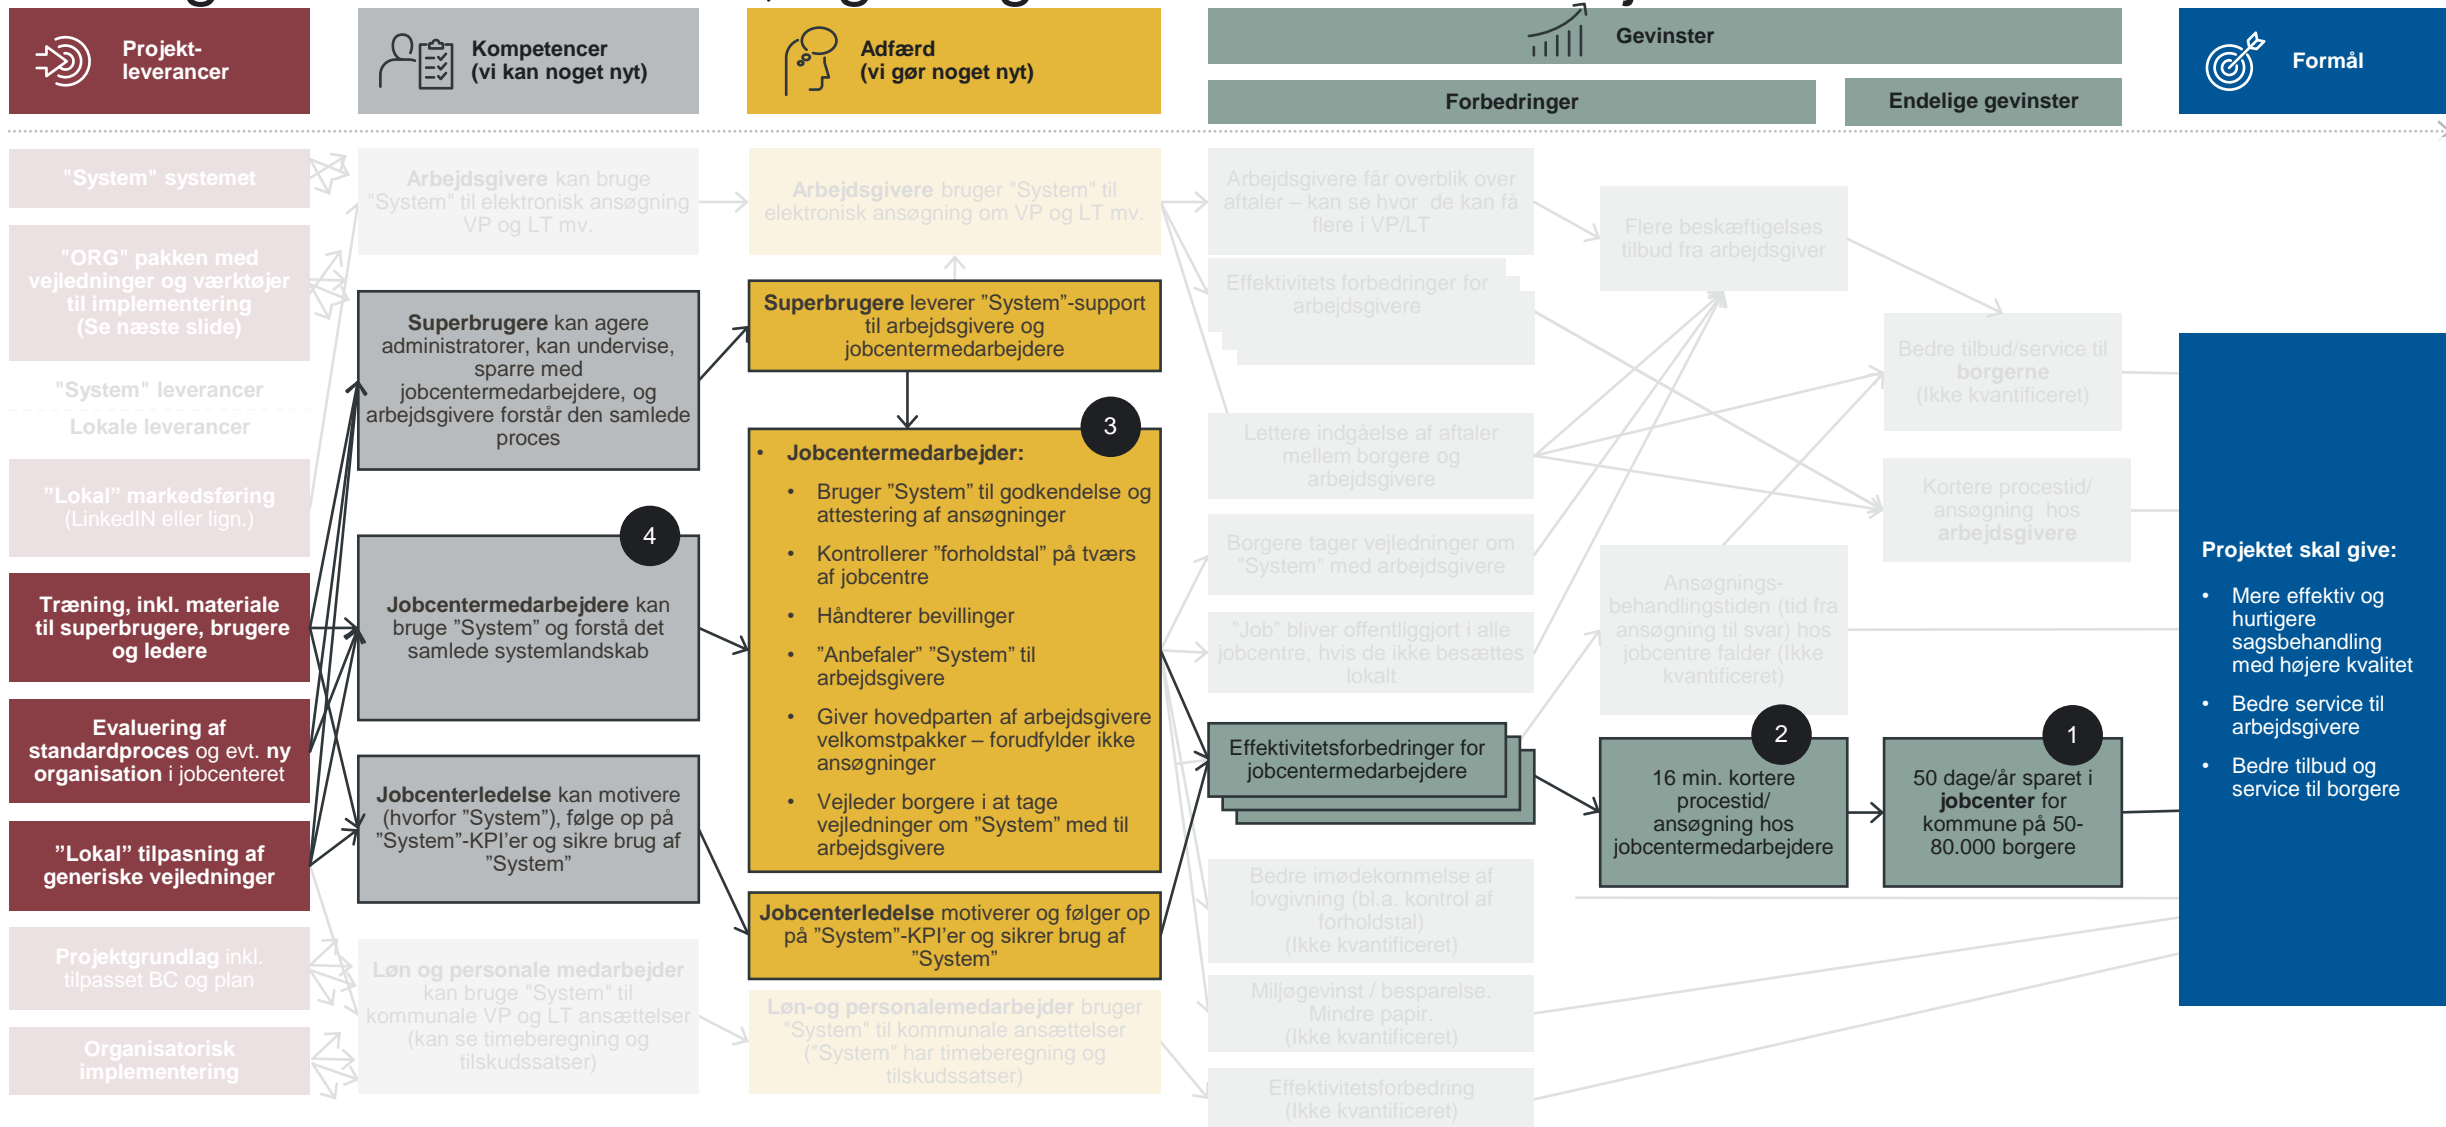 Projekt-
leverancer
Kompetencer
(vi kan noget nyt)
Adfærd
(vi gør noget nyt)
Gevinster
Forbedringer
Endelige gevinster
Formål
"System" systemet
"ORG" pakken med
vejledninger og værktøjer
til implementering
(Se næste slide)
"System" leverancer
Lokale leverancer
”Lokal” markedsføring
(LinkedIN eller lign.)
Træning, inkl. materiale
til superbrugere, brugere
og ledere
Evaluering af
standardproces og evt. ny
organisation i jobcenteret
”Lokal” tilpasning af
generiske vejledninger
Projektgrundlag inkl.
tilpasset BC og plan
Organisatorisk
implementering
Arbejdsgivere kan bruge
"System" til elektronisk ansøgning
VP og LT mv.
Superbrugere kan agere
administratorer, kan undervise,
sparre med
jobcentermedarbejdere, og
arbejdsgivere forstår den samlede
proces
4
Jobcentermedarbejdere kan
bruge ”System” og forstå det
samlede systemlandskab
Jobcenterledelse kan motivere
(hvorfor ”System”), følge op på
”System”-KPI’er og sikre brug af
”System”
Løn og personale medarbejder
kan bruge "System" til
kommunale VP og LT ansættelser
(kan se timeberegning og
tilskudssatser)
Arbejdsgivere bruger "System" til
elektronisk ansøgning om VP og LT mv.
Superbrugere leverer ”System”-support
til arbejdsgivere og
jobcentermedarbejdere
3
• Jobcentermedarbejder:
• Bruger ”System” til godkendelse og
attestering af ansøgninger
• Kontrollerer ”forholdstal” på tværs
af jobcentre
• Håndterer bevillinger
• ”Anbefaler” ”System” til
arbejdsgivere
• Giver hovedparten af arbejdsgivere
velkomstpakker – forudfylder ikke
ansøgninger
• Vejleder borgere i at tage
vejledninger om ”System” med til
arbejdsgivere
Jobcenterledelse motiverer og følger op
på ”System”-KPI’er og sikrer brug af
”System”
Løn-og personalemedarbejder bruger
"System" til kommunale ansættelser
("System" har timeberegning og
tilskudssatser)
Arbejdsgivere får overblik over
aftaler – kan se hvor de kan få
flere i VP/LT
Effektivitets forbedringer for
arbejdsgivere
Lettere indgåelse af aftaler
mellem borgere og
arbejdsgivere
Borgere tager vejledninger om
"System" med arbejdsgivere
”Job” bliver offentliggjort i alle
jobcentre, hvis de ikke besættes
lokalt
Effektivitetsforbedringer for
jobcentermedarbejdere
Bedre imødekommelse af
lovgivning (bl.a. kontrol af
forholdstal)
(Ikke kvantificeret)
Miljøgevinst / besparelse.
Mindre papir.
(Ikke kvantificeret)
Effektivitetsforbedring
(Ikke kvantificeret)
Flere beskæftigelses
tilbud fra arbejdsgiver
Ansøgnings-
behandlingstiden (tid fra
ansøgning til svar) hos
jobcentre falder (Ikke
kvantificeret)
2
16 min. kortere
procestid/
ansøgning hos
jobcentermedarbejdere
Bedre tilbud/service til
borgerne
(Ikke kvantificeret)
Kortere procestid/
ansøgning hos
arbejdsgivere
1
50 dage/år sparet i
jobcenter for
kommune på 50-
80.000 borgere
Projektet skal give:
• Mere effektiv og
hurtigere
sagsbehandling
med højere kvalitet
• Bedre service til
arbejdsgivere
• Bedre tilbud og
service til borgere